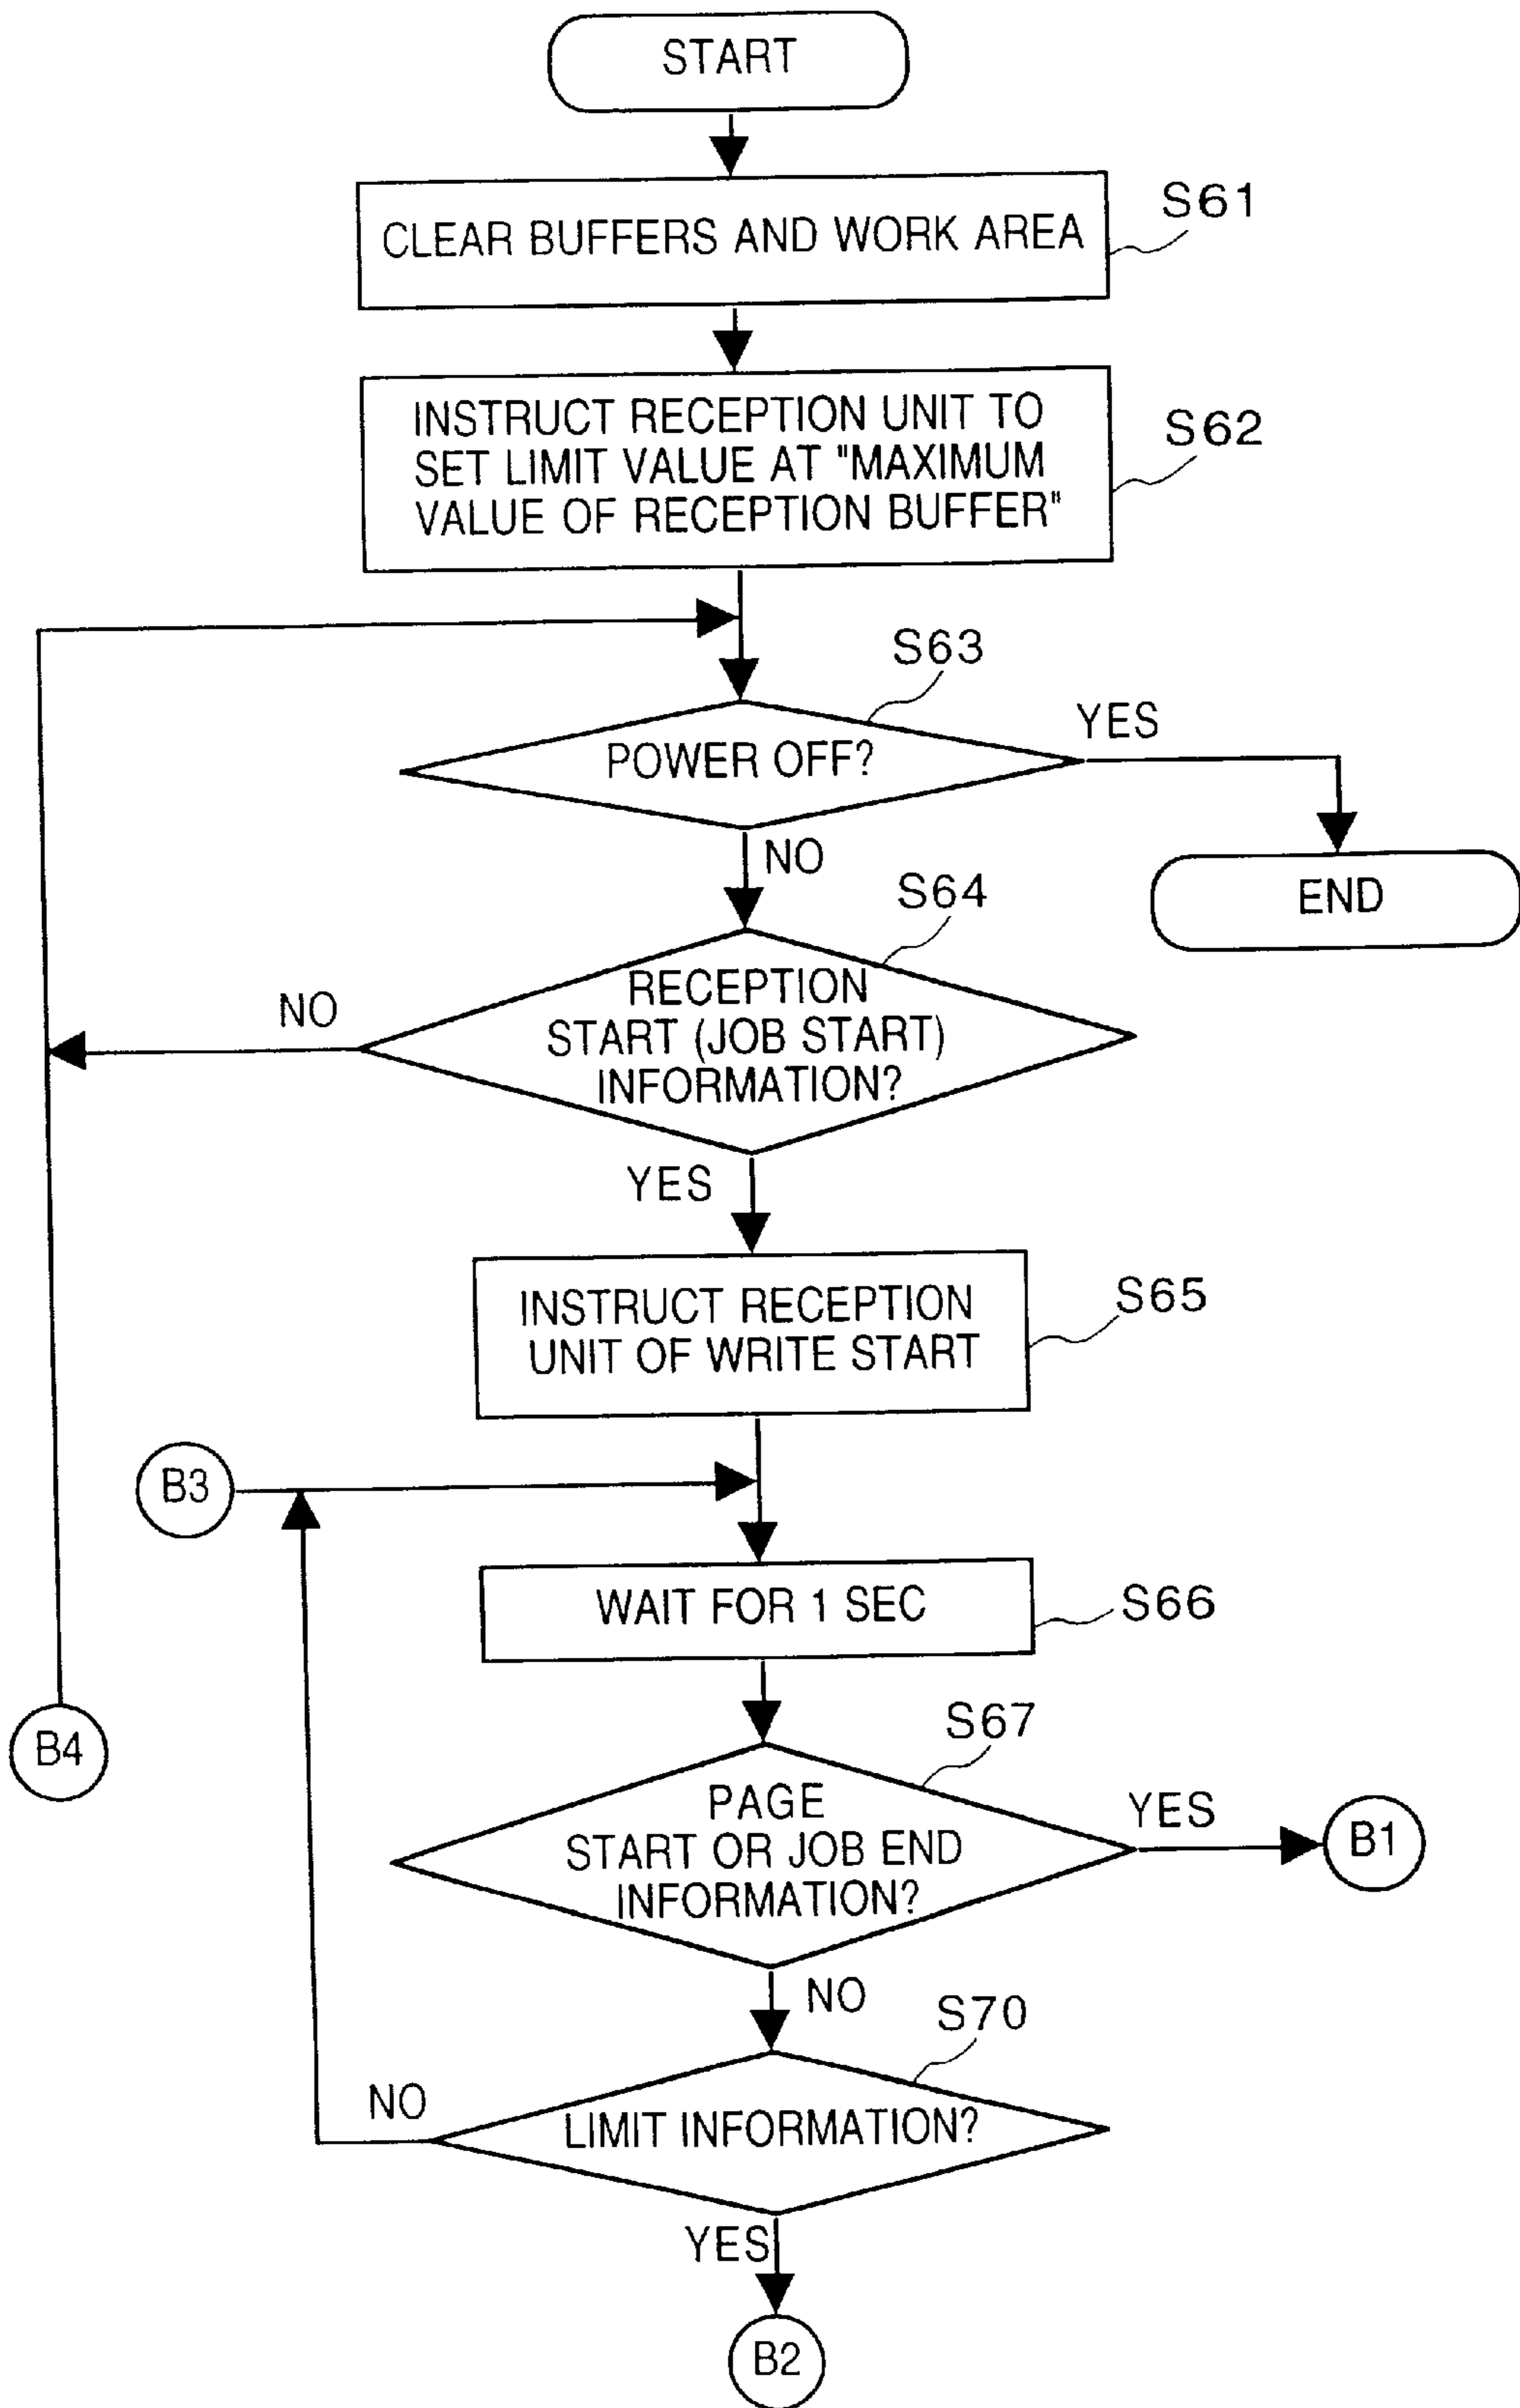 START
CLEAR BUFFERS AND WORK AREA
S61
INSTRUCT RECEPTION UNIT TO
SET LIMIT VALUE AT "MAXIMUM
VALUE OF RECEPTION BUFFER"
S62
S63
POWER OFF?
YES
NO
END
S64
RECEPTION
START (JOB START)
INFORMATION?
NO
YES
INSTRUCT RECEPTION
UNIT OF WRITE START
S65
B3
WAIT FOR 1 SEC
S66
B4
S67
PAGE
START OR JOB END
INFORMATION?
YES
B1
NO
S70
LIMIT INFORMATION?
NO
YES
B2